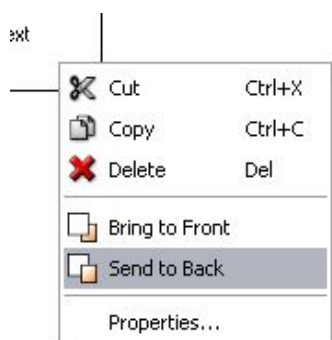 ext
Cut Ctrl+X
Copy Ctrl+C
Delete Del
Bring to Front
Send to Back
Properties...